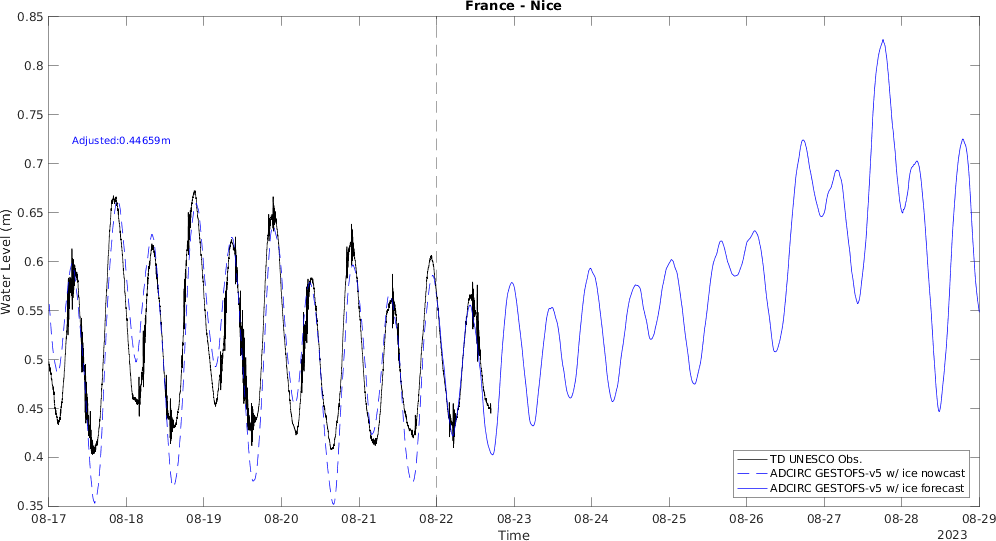 France - Nice
0.85
0.8
0.75
0.7
0.65
0.6
0.55
0.5
0.45
0.4
0.35
Water Level (m)
Adjusted:0.44659m
TD UNESCO Obs.
ADCIRC GESTOFS-v5 w/ ice nowcast
ADCIRC GESTOFS-v5 w/ ice forecast
08-17 08-18 08-19 08-20 08-21 08-22 08-23 08-24 08-25 08-26 08-27 08-28 08-29
Time
2023